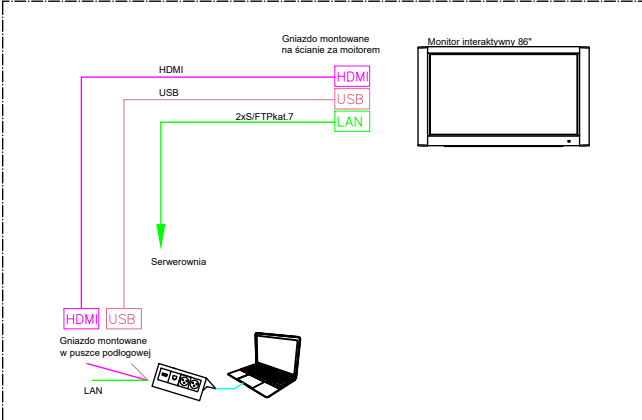 Gniazdo montowane
na ścianie za moitorem
Monitor interaktywny 86"
HDMI
HDMI
USB
USB
2xS/FTPkat.7
LAN
Serwerownia
HDMI
USB
Gniazdo montowane
w puszce podłogowej
LAN